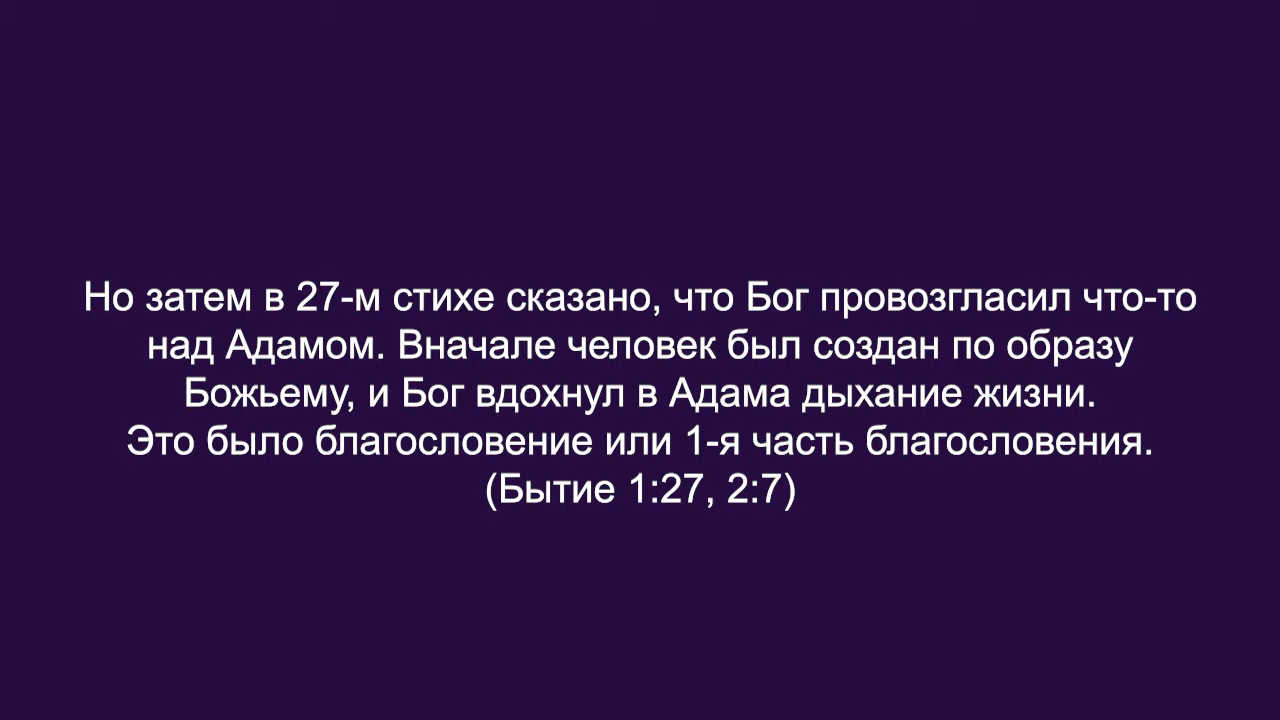 Но затем в 27-м стихе сказано, что Бог провозгласил что-то
над Адамом. Вначале человек был создан по образу
Божьему, и Бог вдохнул в Адама дыхание жизни.
Это было благословение или 1-я часть благословения.
(Бытие 1:27, 2:7)